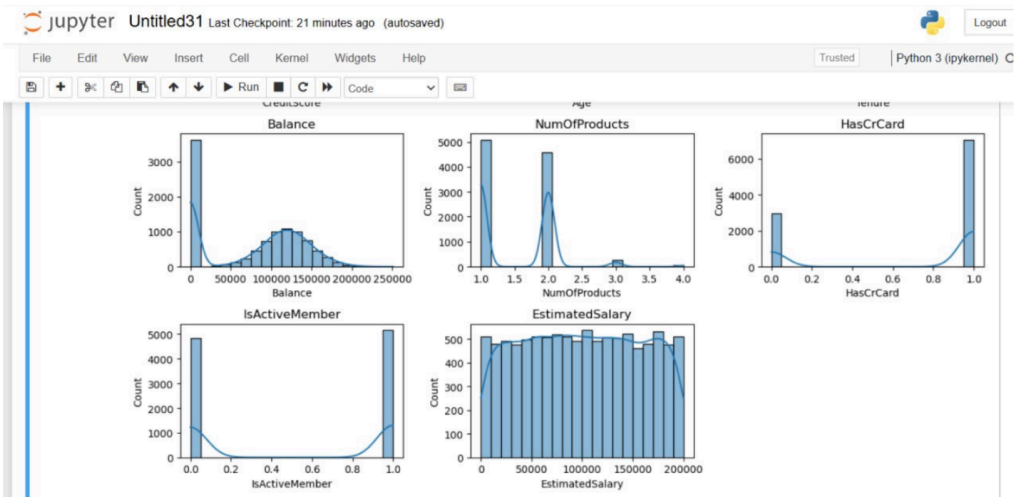 jupyter Untitled31 Last Checkpoint: 21 minutes ago (autosaved)
Logout
File Edit View Insert Cell Kernel Widgets Help
Trusted
Python 3 (ipykernel)
Run
Code
CreditScore Age Tenure
Balance
Count
3000
2000
1000
0
0 50000 100000 150000 200000 250000
Balance
NumOfProducts
Count
5000
4000
3000
2000
1000
0
1.0 1.5 2.0 2.5 3.0 3.5 4.0
NumOfProducts
HasCrCard
Count
6000
4000
2000
0
0.0 0.2 0.4 0.6 0.8 1.0
HasCrCard
IsActiveMember
Count
5000
4000
3000
2000
1000
0
0.0 0.2 0.4 0.6 0.8 1.0
IsActiveMember
EstimatedSalary
Count
500
400
300
200
100
0
0 50000 100000 150000 200000
EstimatedSalary